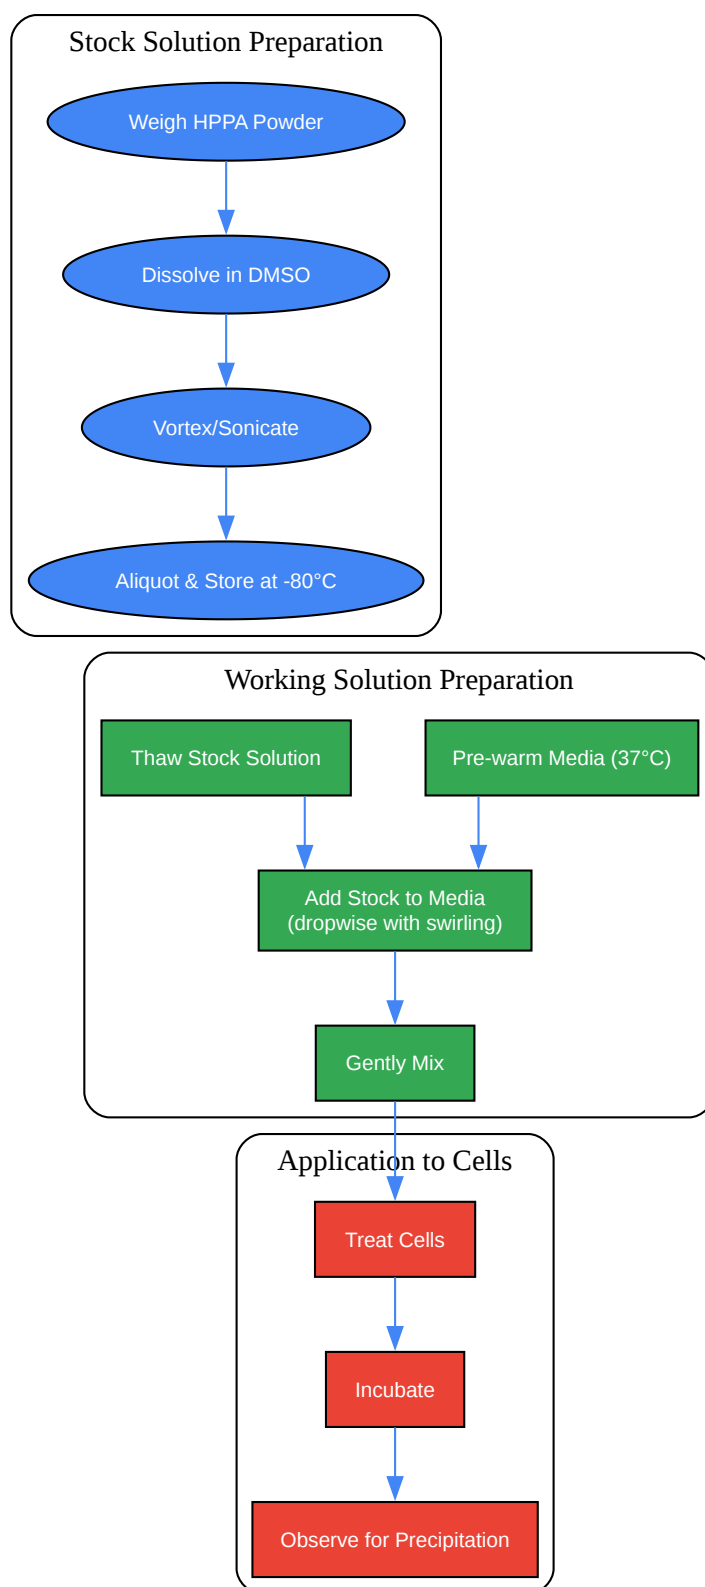 Stock Solution Preparation
Weigh HPPA Powder
Dissolve in DMSO
Vortex/Sonicate
Aliquot & Store at -80°C
Working Solution Preparation
Thaw Stock Solution
Pre-warm Media (37°C)
Add Stock to Media
(dropwise with swirling)
Gently Mix
Application to Cells
Treat Cells
Incubate
Observe for Precipitation